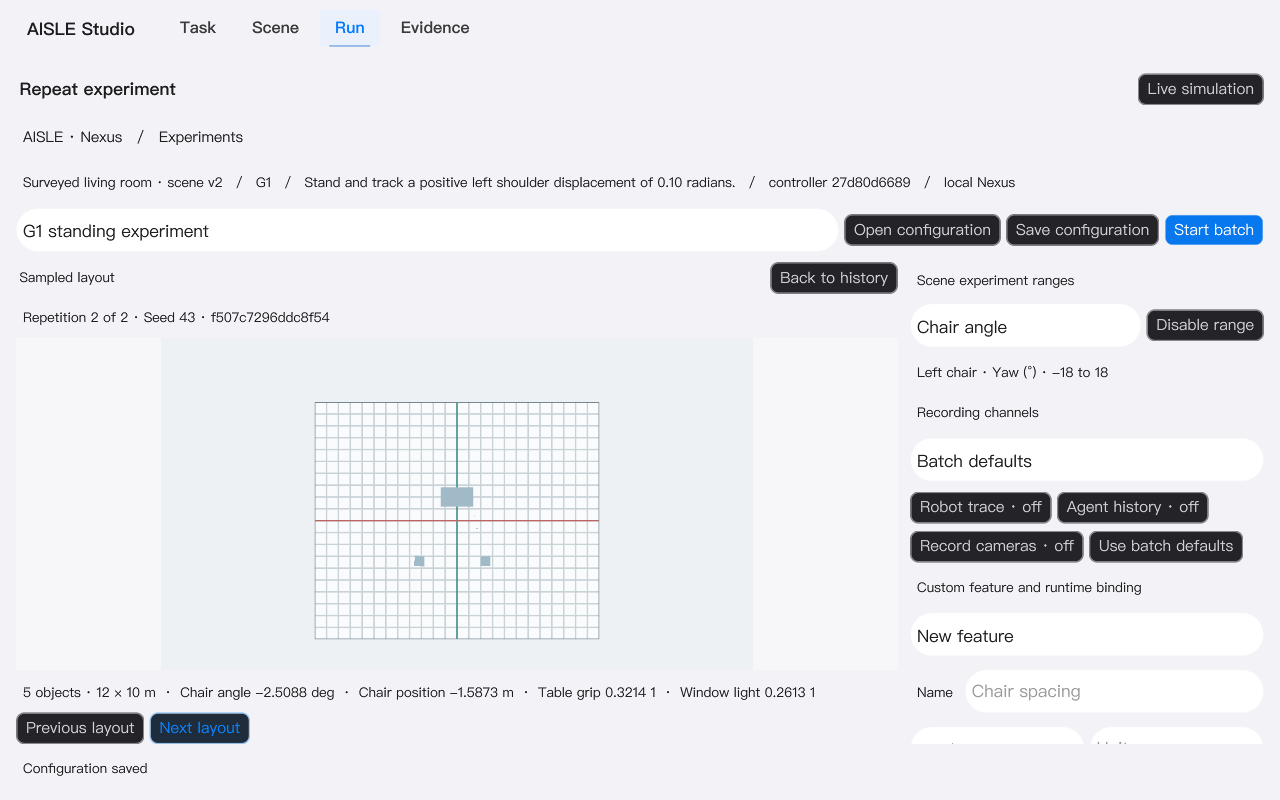 AISLE Studio Task Scene Run Evidence
Repeat experiment
Live simulation
AISLE · Nexus / Experiments
Surveyed living room · scene v2 / G1 / Stand and track a positive left shoulder displacement of 0.10 radians. / controller 27d80d6689 / local Nexus
G1 standing experiment
Open configuration
Save configuration
Start batch
Sampled layout
Back to history
Repetition 2 of 2 · Seed 43 · f507c7296ddc8f54
5 objects · 12 × 10 m · Chair angle −2.5088 deg · Chair position −1.5873 m · Table grip 0.3214 1 · Window light 0.2613 1
Previous layout
Next layout
Configuration saved
Scene experiment ranges
Chair angle
Disable range
Left chair · Yaw (°) · −18 to 18
Recording channels
Batch defaults
Robot trace · off
Agent history · off
Record cameras · off
Use batch defaults
Custom feature and runtime binding
New feature
Name
Chair spacing